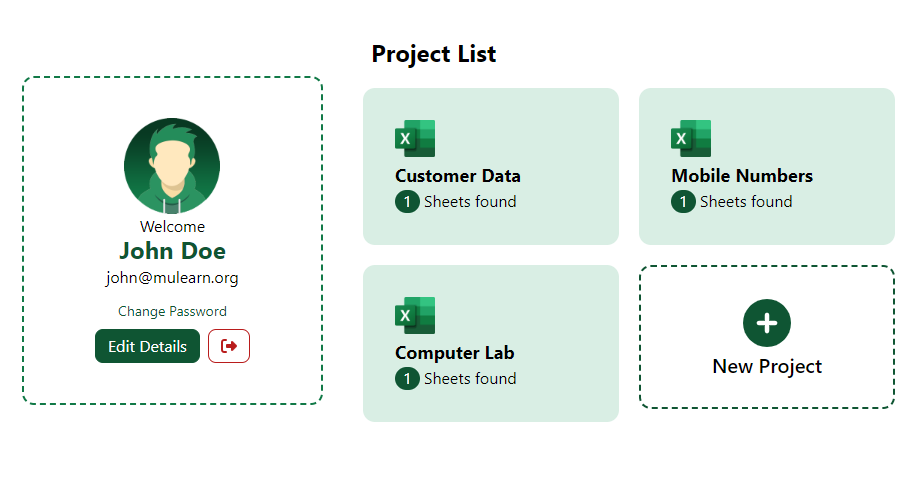 Project List
Welcome
John Doe
john@mulearn.org
Change Password
Edit Details
X
Customer Data
1 Sheets found
X
Mobile Numbers
1 Sheets found
X
Computer Lab
1 Sheets found
New Project